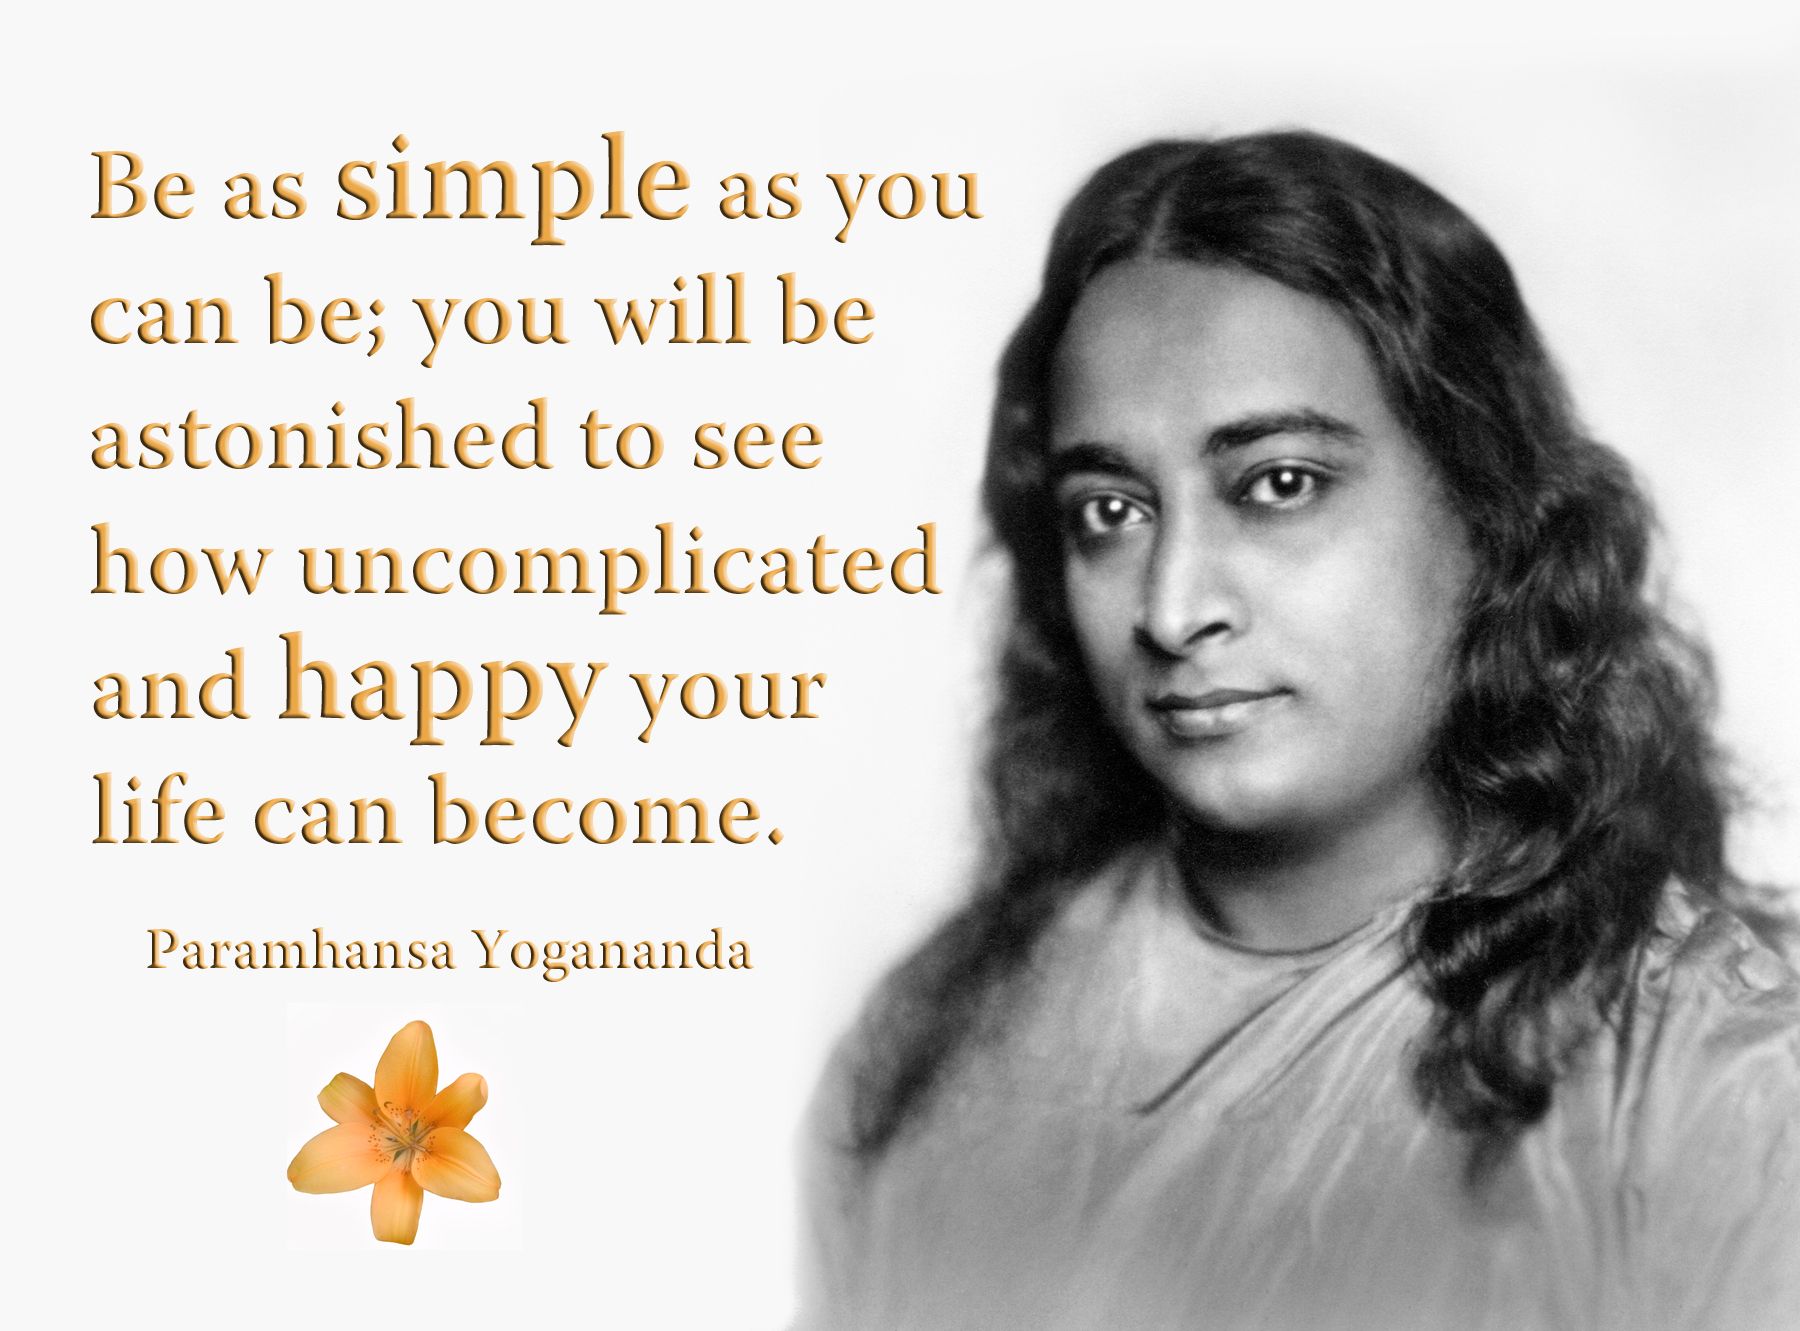 Be as simple as you
can be; you will be
astonished to see
how uncomplicated
and happy your
life can become.
Paramhansa Yogananda